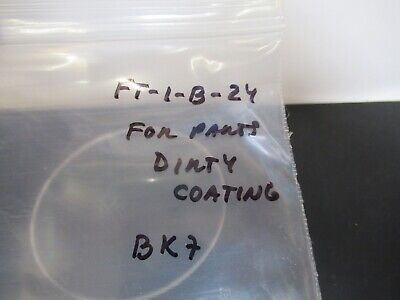 FT-1-B-24
FOR PARTS
DIRTY
COATING
BK7